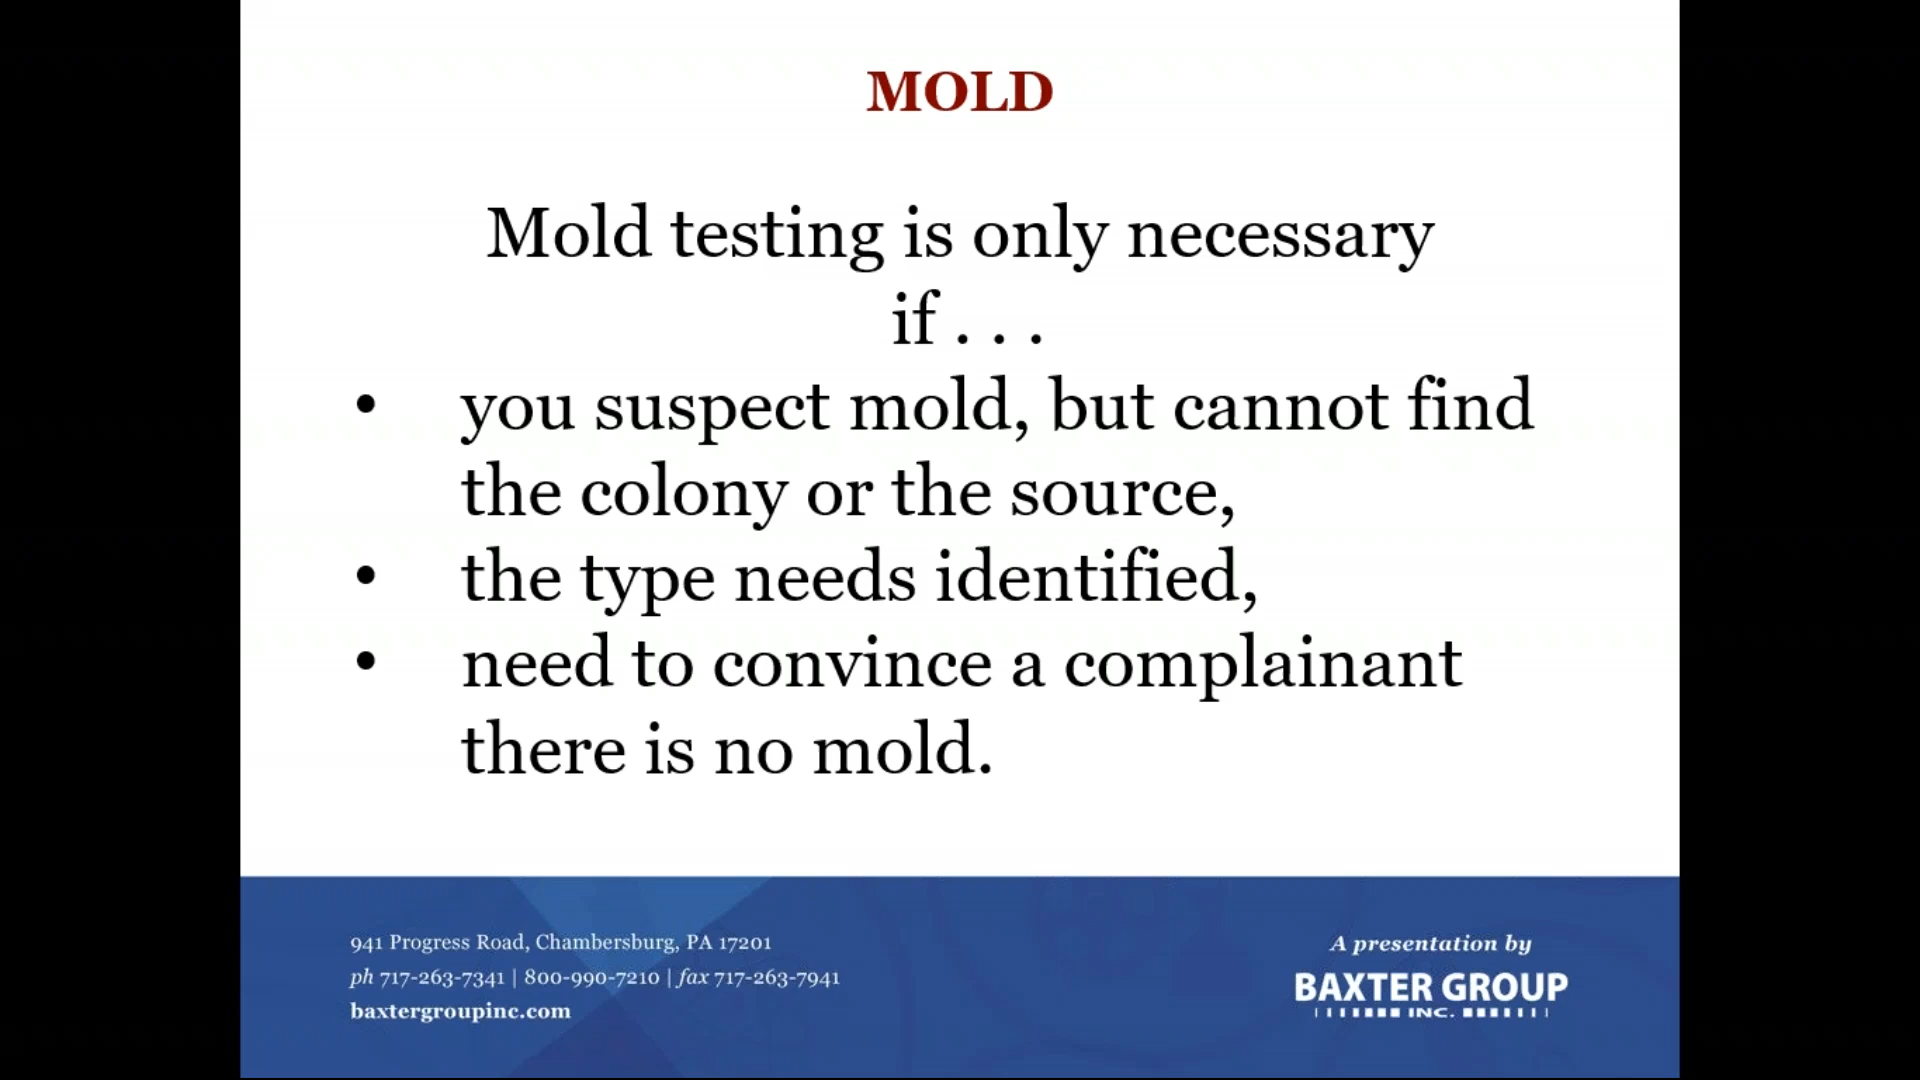 MOLD
Mold testing is only necessary
if . . .
• you suspect mold, but cannot find
the colony or the source,
• the type needs identified,
• need to convince a complainant
there is no mold.
941 Progress Road, Chambersburg, PA 17201
ph 717-263-7341 | 800-990-7210 | fax 717-263-7941
baxtergroupinc.com
A presentation by
BAXTER GROUP
INC.